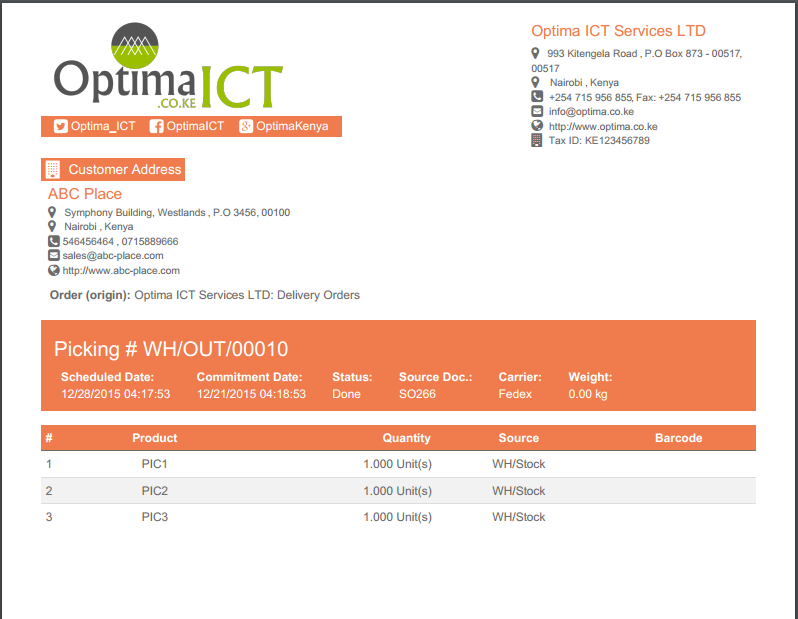 OptimaICT
.CO.KE
Optima_ICT OptimaICT OptimaKenya
Optima ICT Services LTD
993 Kitengela Road , P.O Box 873 - 00517,
00517
Nairobi , Kenya
+254 715 956 855, Fax: +254 715 956 855
info@optima.co.ke
http://www.optima.co.ke
Tax ID: KE123456789
Customer Address
ABC Place
Symphony Building, Westlands , P.O 3456, 00100
Nairobi , Kenya
546456464 , 0715889666
sales@abc-place.com
http://www.abc-place.com
Order (origin): Optima ICT Services LTD: Delivery Orders
Picking # WH/OUT/00010
Scheduled Date: Commitment Date: Status: Source Doc.: Carrier: Weight:
12/28/2015 04:17:53 12/21/2015 04:18:53 Done SO266 Fedex 0.00 kg
# Product Quantity Source Barcode
1 PIC1 1.000 Unit(s) WH/Stock
2 PIC2 1.000 Unit(s) WH/Stock
3 PIC3 1.000 Unit(s) WH/Stock